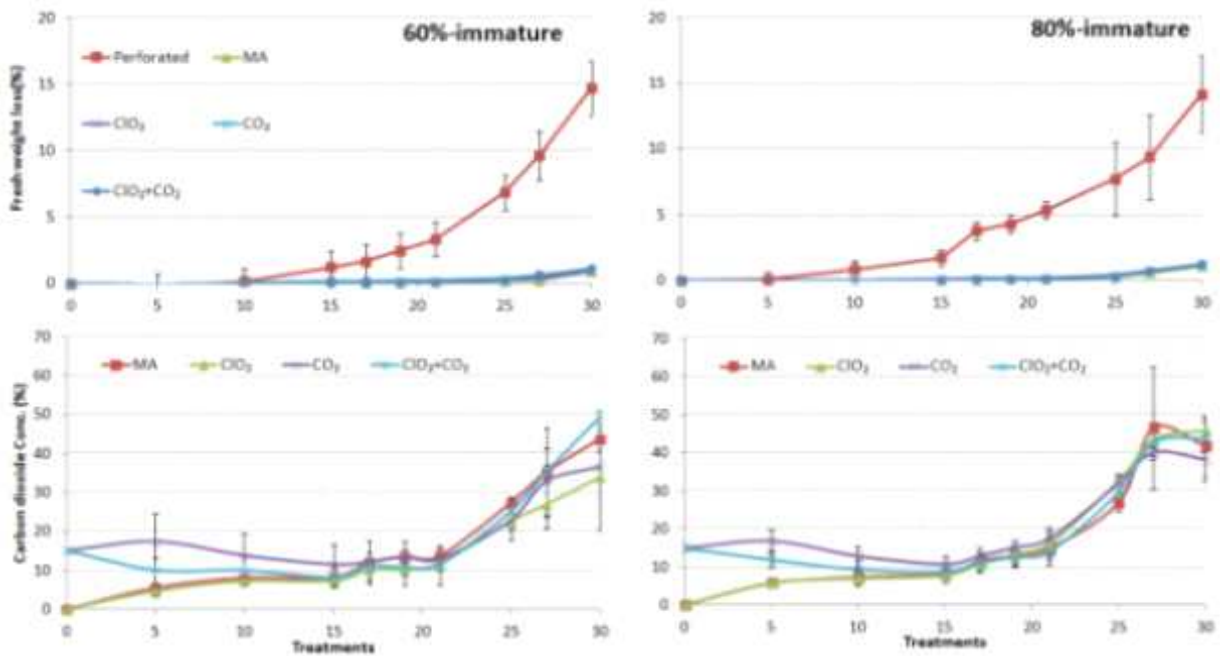 60%-immature
Perforated MA
ClO₂ CO₂
ClO₂+CO₂
Fresh weight loss(%)
20
15
10
5
0
0 5 10 15 20 25 30
80%-immature
20
15
10
5
0
0 5 10 15 20 25 30
MA ClO₂ CO₂ ClO₂+CO₂
Carbon dioxide Conc. (%)
70
60
50
40
30
20
10
0
0 5 10 15 20 25 30
Treatments
MA ClO₂ CO₂ ClO₂+CO₂
70
60
50
40
30
20
10
0
0 5 10 15 20 25 30
Treatments